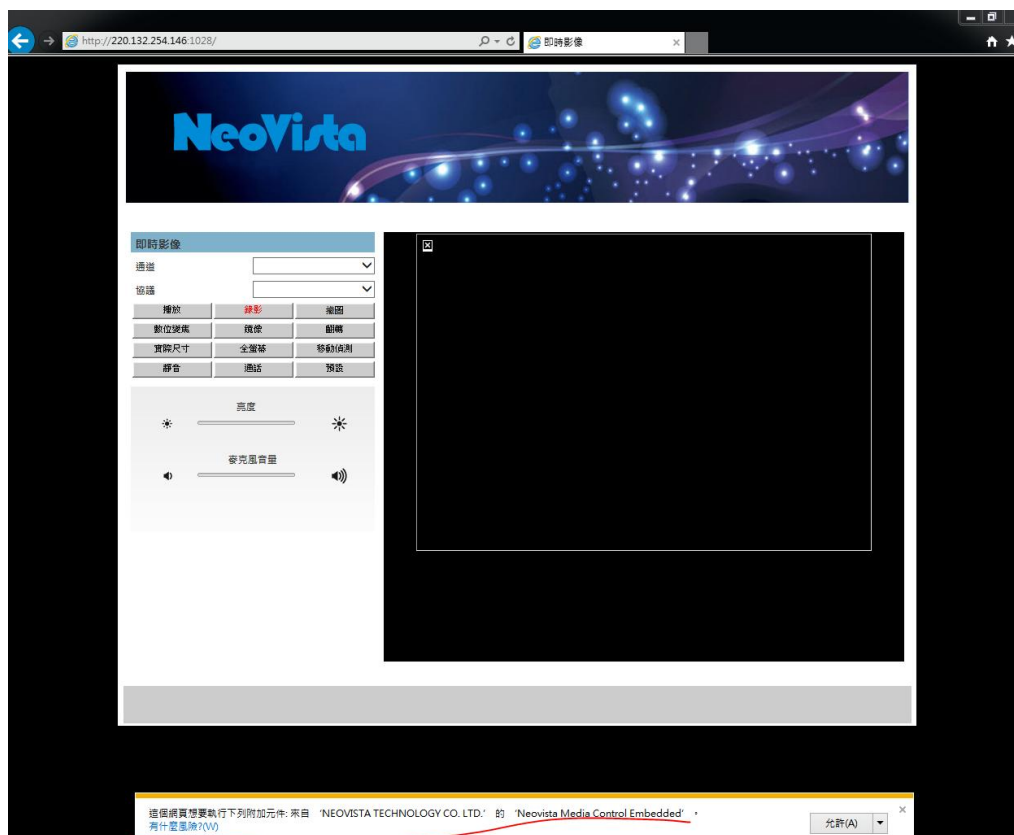 http://220.132.254.146:1028/
即時影像
NeoVista
即時影像
通道
協議
播放 錄影 縮圖
數位變焦 鏡像 翻轉
實際尺寸 全螢幕 移動偵測
靜音 通話 預設
亮度
麥克風音量
這個網頁想要執行下列附加元件: 來自 'NEOVISTA TECHNOLOGY CO. LTD.' 的 'Neovista Media Control Embedded'，
有什麼風險?(W)
允許(A)